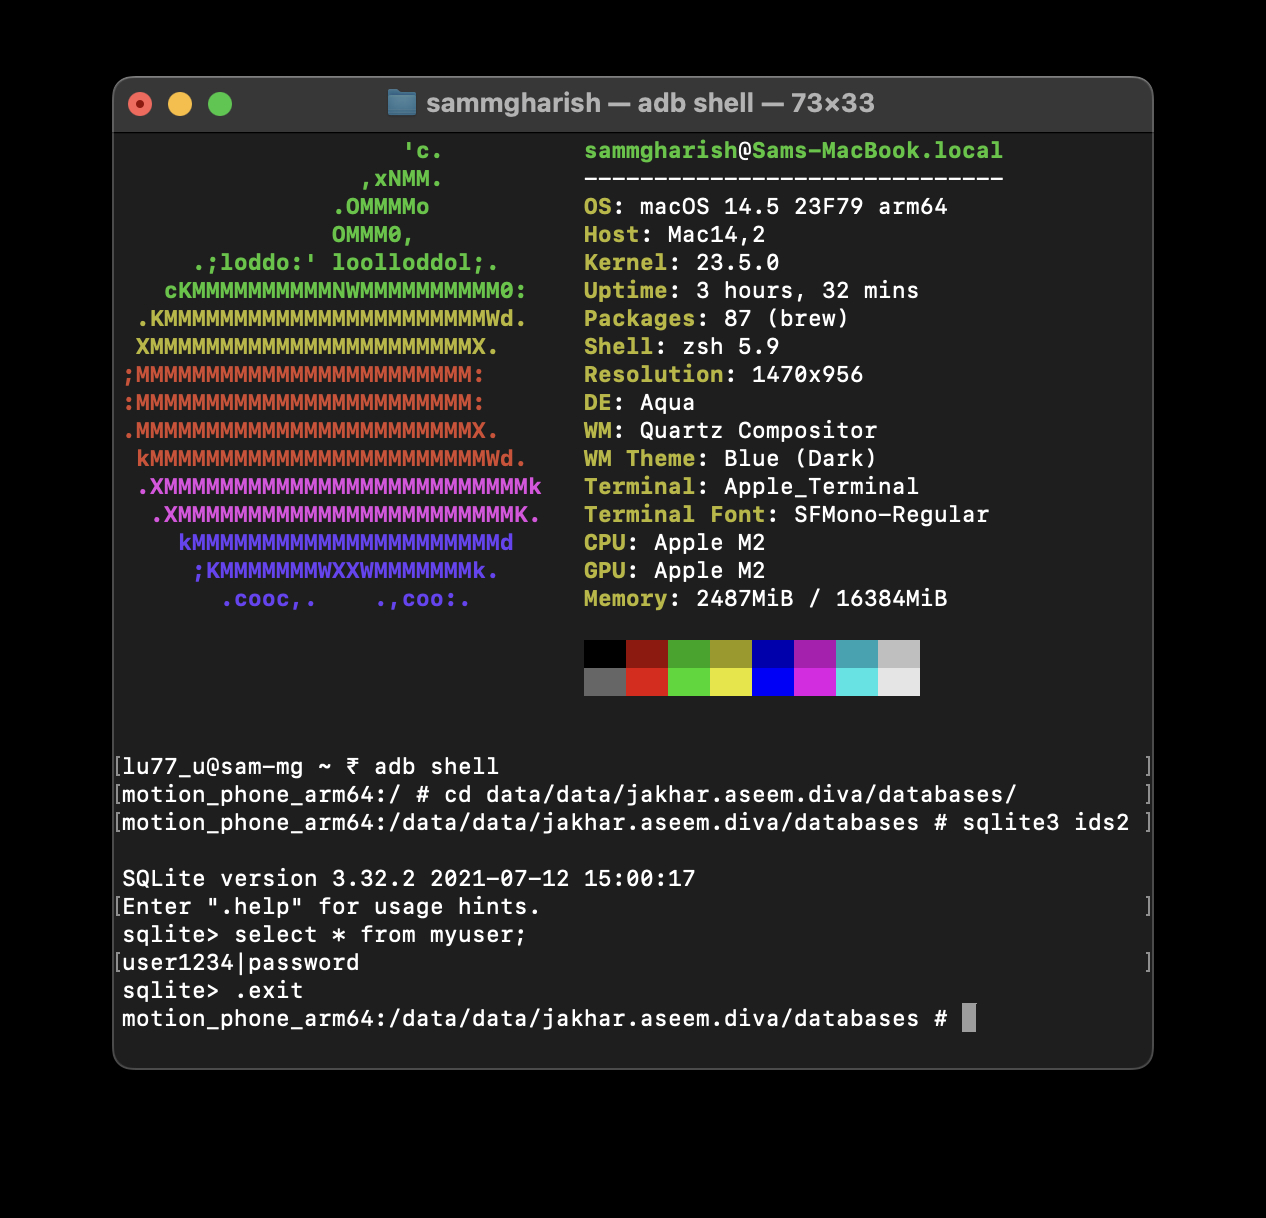 sammgharish — adb shell — 73×33
'c.          sammgharish@Sams-MacBook.local
,xNMM.          ------------------------------
.OMMMMo           OS: macOS 14.5 23F79 arm64
OMMM0,            Host: Mac14,2
.;loddo:' loolloddol;.      Kernel: 23.5.0
cKMMMMMMMMMMNWMMMMMMMMMM0:    Uptime: 3 hours, 32 mins
.KMMMMMMMMMMMMMMMMMMMMMMMWd.    Packages: 87 (brew)
XMMMMMMMMMMMMMMMMMMMMMMMX.      Shell: zsh 5.9
;MMMMMMMMMMMMMMMMMMMMMMMM:       Resolution: 1470x956
:MMMMMMMMMMMMMMMMMMMMMMMM:       DE: Aqua
.MMMMMMMMMMMMMMMMMMMMMMMMX.      WM: Quartz Compositor
kMMMMMMMMMMMMMMMMMMMMMMMMWd.    WM Theme: Blue (Dark)
.XMMMMMMMMMMMMMMMMMMMMMMMMMMk   Terminal: Apple_Terminal
.XMMMMMMMMMMMMMMMMMMMMMMMMK.   Terminal Font: SFMono-Regular
kMMMMMMMMMMMMMMMMMMMMMMd     CPU: Apple M2
;KMMMMMMMWXXWMMMMMMMk.      GPU: Apple M2
.cooc,.    .,coo:.        Memory: 2487MiB / 16384MiB
[lu77_u@sam-mg ~ ₹ adb shell ]
[motion_phone_arm64:/ # cd data/data/jakhar.aseem.diva/databases/ ]
[motion_phone_arm64:/data/data/jakhar.aseem.diva/databases # sqlite3 ids2 ]
SQLite version 3.32.2 2021-07-12 15:00:17
[Enter ".help" for usage hints. ]
sqlite> select * from myuser;
[user1234|password ]
sqlite> .exit
motion_phone_arm64:/data/data/jakhar.aseem.diva/databases #